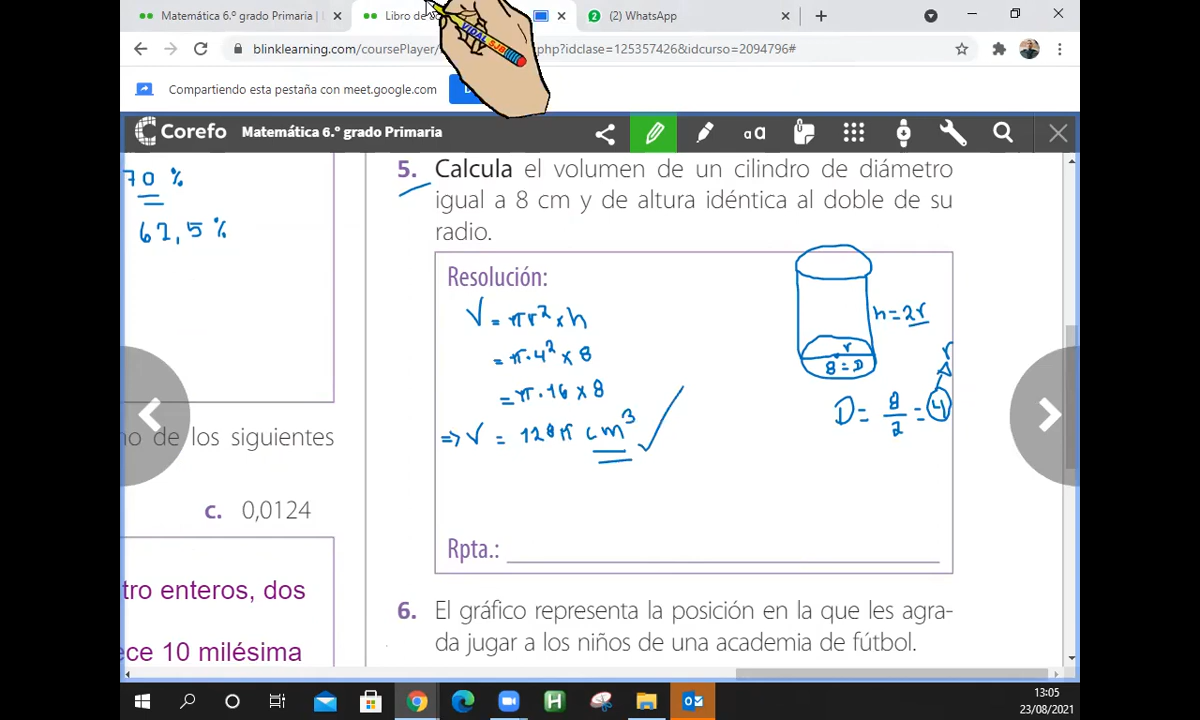 Matemática 6.º grado Primaria |
Libro de
(2) WhatsApp
blinklearning.com/coursePlayer/
php?idclase=125357426&idcurso=2094796#
VIDAL SJB
Compartiendo esta pestaña con meet.google.com
Corefo Matemática 6.º grado Primaria
aa
70 %
62,5 %
no de los siguientes
c. 0,0124
tro enteros, dos
ece 10 milésima
5. Calcula el volumen de un cilindro de diámetro
igual a 8 cm y de altura idéntica al doble de su
radio.
Resolución:
V = πr² × h
= π.4² × 8
= π.16 × 8
=> V = 128π cm³
h = 2r
r
8 = D
r
D = 8/2 = 4
Rpta.:
6. El gráfico representa la posición en la que les agra-
da jugar a los niños de una academia de fútbol.
13:05
23/08/2021